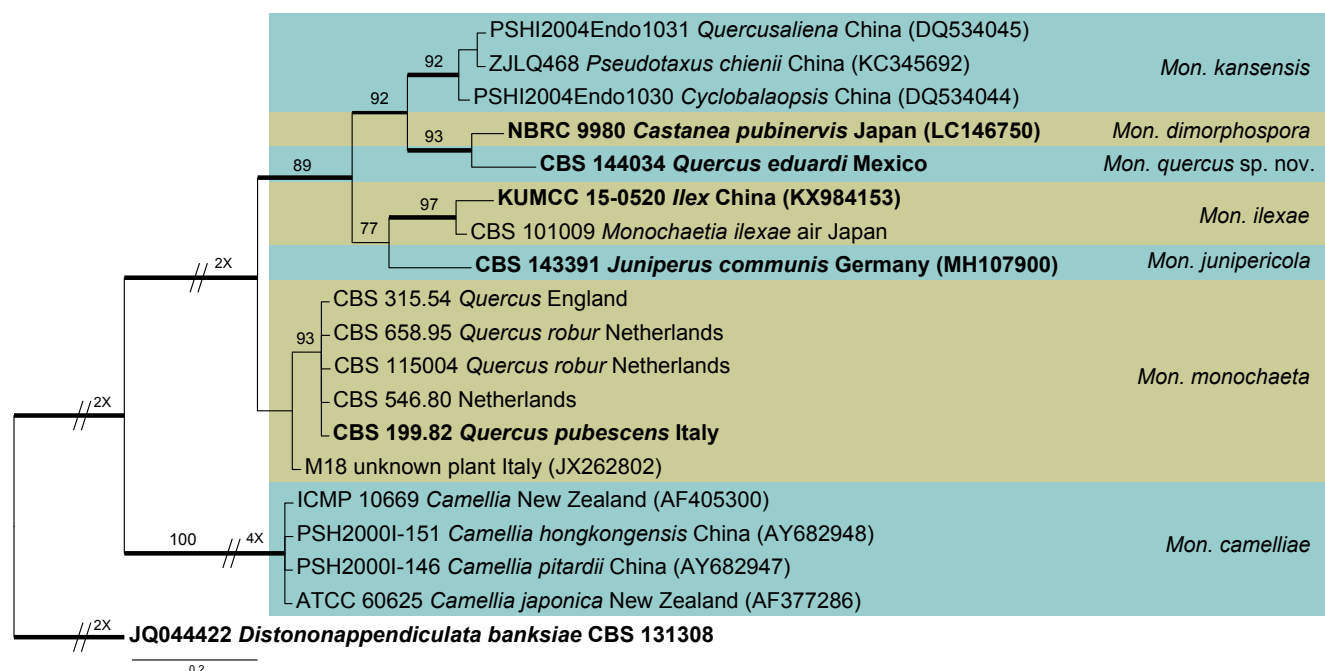 PSHI2004Endo1031 Quercusaliena China (DQ534045)
92
ZJLQ468 Pseudotaxus chienii China (KC345692)
Mon. kansensis
PSHI2004Endo1030 Cyclobalaopsis China (DQ534044)
92
NBRC 9980 Castanea pubinervis Japan (LC146750)
Mon. dimorphospora
93
CBS 144034 Quercus eduardi Mexico
Mon. quercus sp. nov.
89
KUMCC 15-0520 Ilex China (KX984153)
97
Mon. ilexae
CBS 101009 Monochaetia ilexae air Japan
77
CBS 143391 Juniperus communis Germany (MH107900)
Mon. junipericola
2X
CBS 315.54 Quercus England
CBS 658.95 Quercus robur Netherlands
93
CBS 115004 Quercus robur Netherlands
Mon. monochaeta
CBS 546.80 Netherlands
2X
CBS 199.82 Quercus pubescens Italy
M18 unknown plant Italy (JX262802)
ICMP 10669 Camellia New Zealand (AF405300)
PSH2000I-151 Camellia hongkongensis China (AY682948)
100
4X
Mon. camelliae
PSH2000I-146 Camellia pitardii China (AY682947)
ATCC 60625 Camellia japonica New Zealand (AF377286)
2X
JQ044422 Distononappendiculata banksiae CBS 131308
0.2